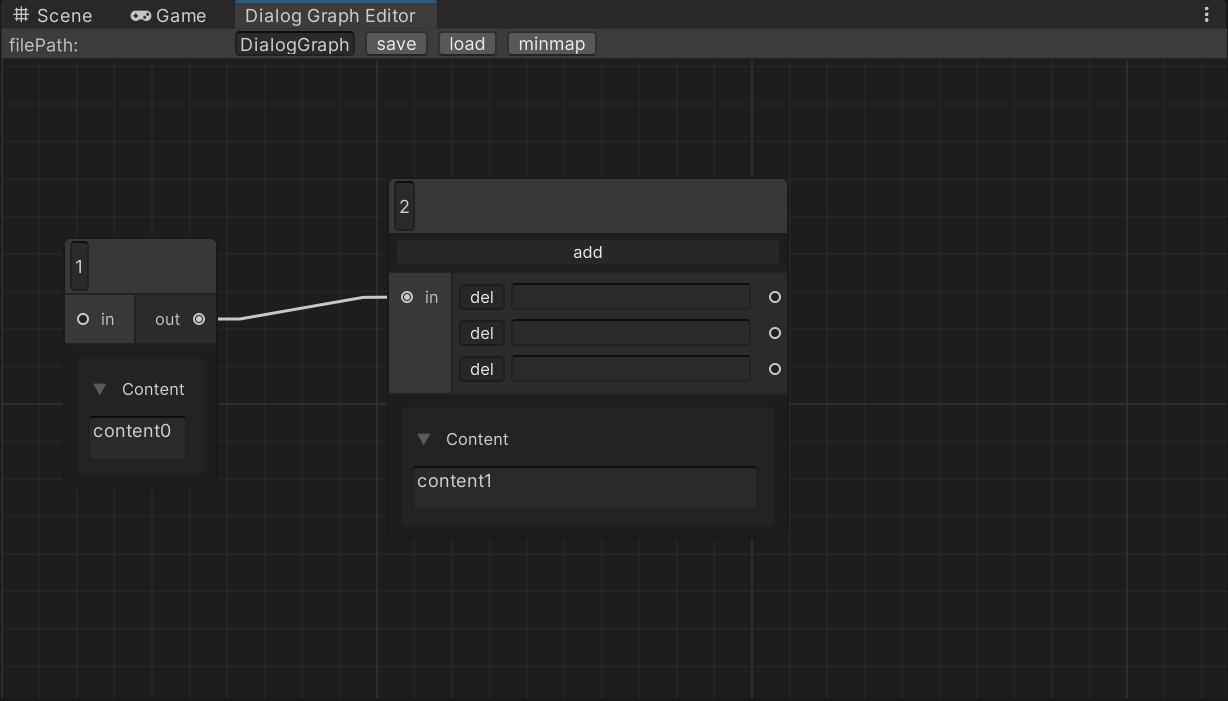 Scene Game Dialog Graph Editor
filePath: DialogGraph save load minmap
2
add
1
in del
in out
del
del
Content
content0
Content
content1